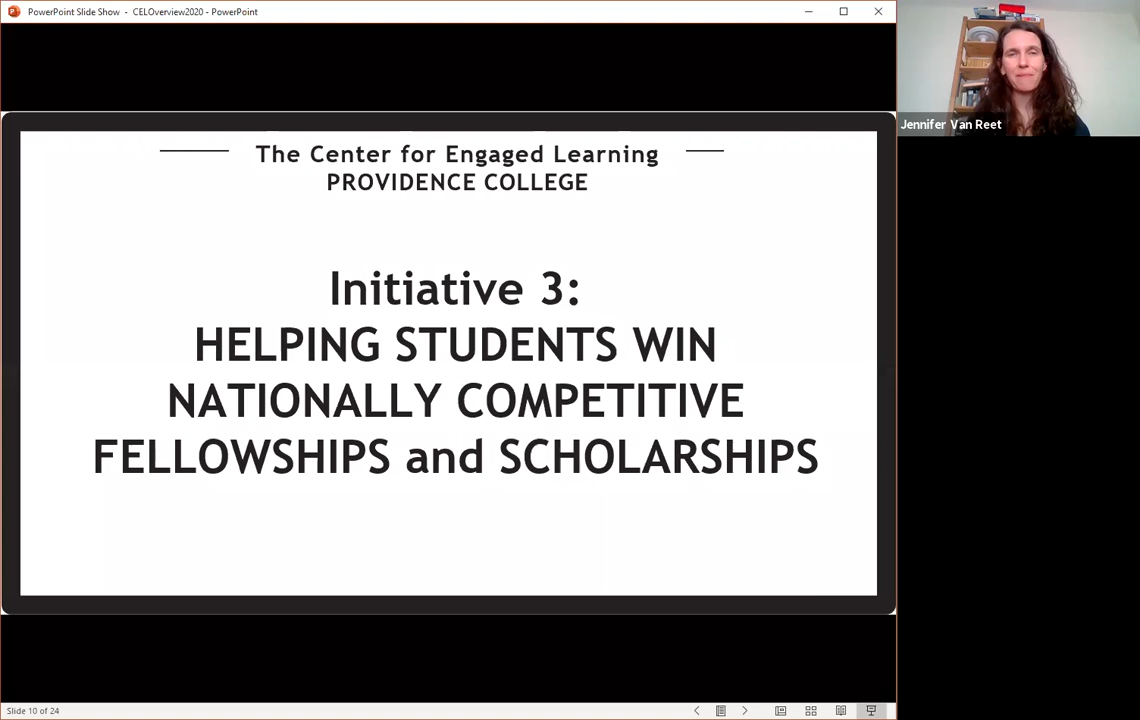 PowerPoint Slide Show - CELOverview2020 - PowerPoint
Jennifer Van Reet
The Center for Engaged Learning
PROVIDENCE COLLEGE
Initiative 3:
HELPING STUDENTS WIN
NATIONALLY COMPETITIVE
FELLOWSHIPS and SCHOLARSHIPS
Slide 10 of 24